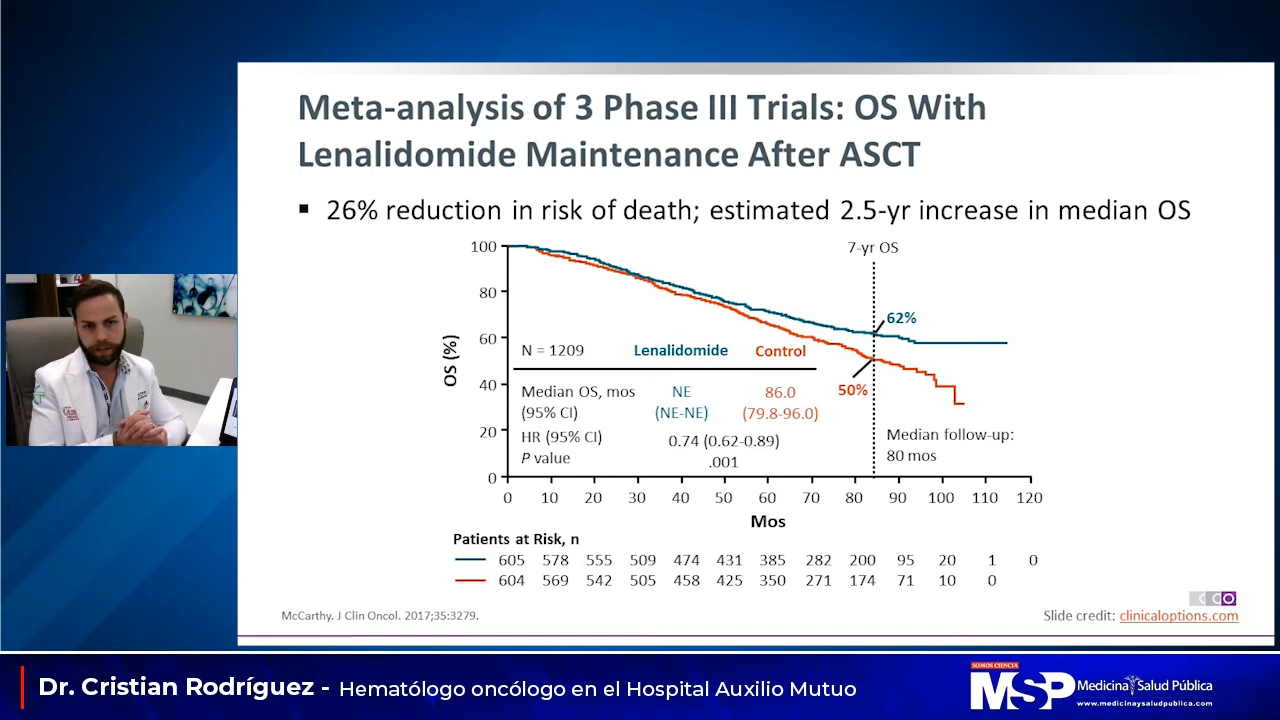 Meta-analysis of 3 Phase III Trials: OS With
Lenalidomide Maintenance After ASCT
▪ 26% reduction in risk of death; estimated 2.5-yr increase in median OS
7-yr OS
OS (%)
100
80
60
40
20
0
62%
50%
N = 1209 Lenalidomide Control
Median OS, mos NE 86.0
(95% CI) (NE-NE) (79.8-96.0)
HR (95% CI) 0.74 (0.62-0.89)
P value .001
Median follow-up:
80 mos
0 10 20 30 40 50 60 70 80 90 100 110 120
Mos
Patients at Risk, n
605 578 555 509 474 431 385 282 200 95 20 1 0
604 569 542 505 458 425 350 271 174 71 10 0
CCO
McCarthy. J Clin Oncol. 2017;35:3279.
Slide credit: clinicaloptions.com
Dr. Cristian Rodríguez - Hematólogo oncólogo en el Hospital Auxilio Mutuo
SOMOS CIENCIA
MSP Medicina Salud Pública
www.medicinaysaludpublica.com